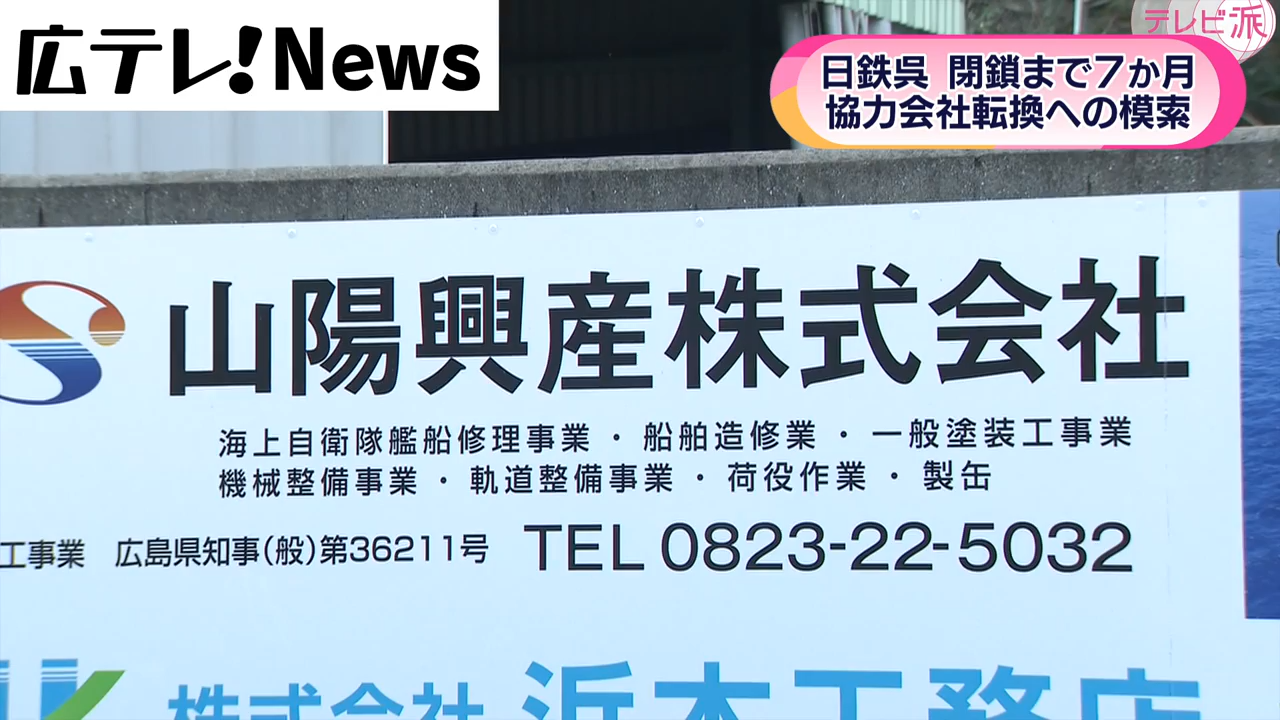 広テレ!News
テレビ派
日鉄呉 閉鎖まで7か月
協力会社転換への模索
山陽興産株式会社
海上自衛隊艦船修理事業・船舶造修業・一般塗装工事業
機械整備事業・軌道整備事業・荷役作業・製缶
工事業 広島県知事(般)第36211号 TEL 0823-22-5032
株式会社 浜本工務店